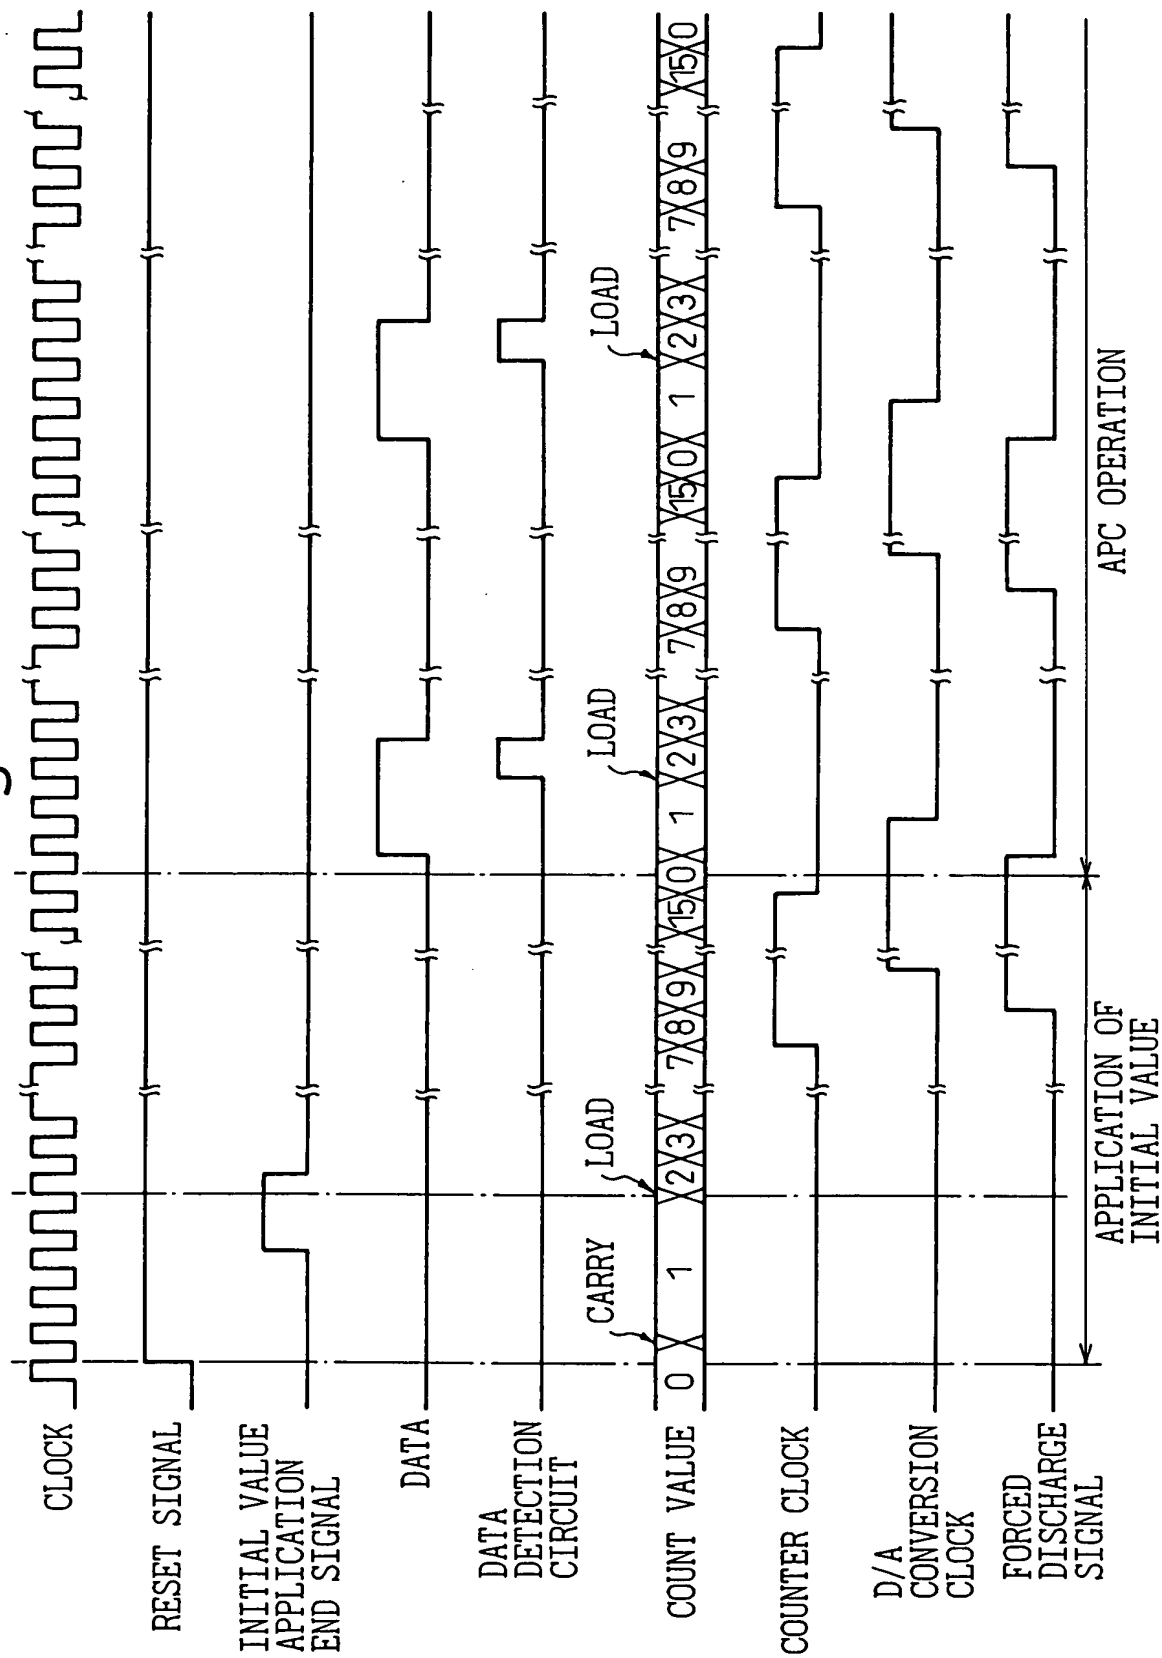 CLOCK
RESET SIGNAL
INITIAL VALUE
APPLICATION
END SIGNAL
DATA
DATA
DETECTION
CIRCUIT
CARRY
LOAD
LOAD
LOAD
COUNT VALUE
0 1 2 3 7 8 9 15 0 1 2 3 7 8 9 15 0 1 2 3 7 8 9 15 0
COUNTER CLOCK
D/A
CONVERSION
CLOCK
FORCED
DISCHARGE
SIGNAL
APPLICATION OF
INITIAL VALUE
APC OPERATION